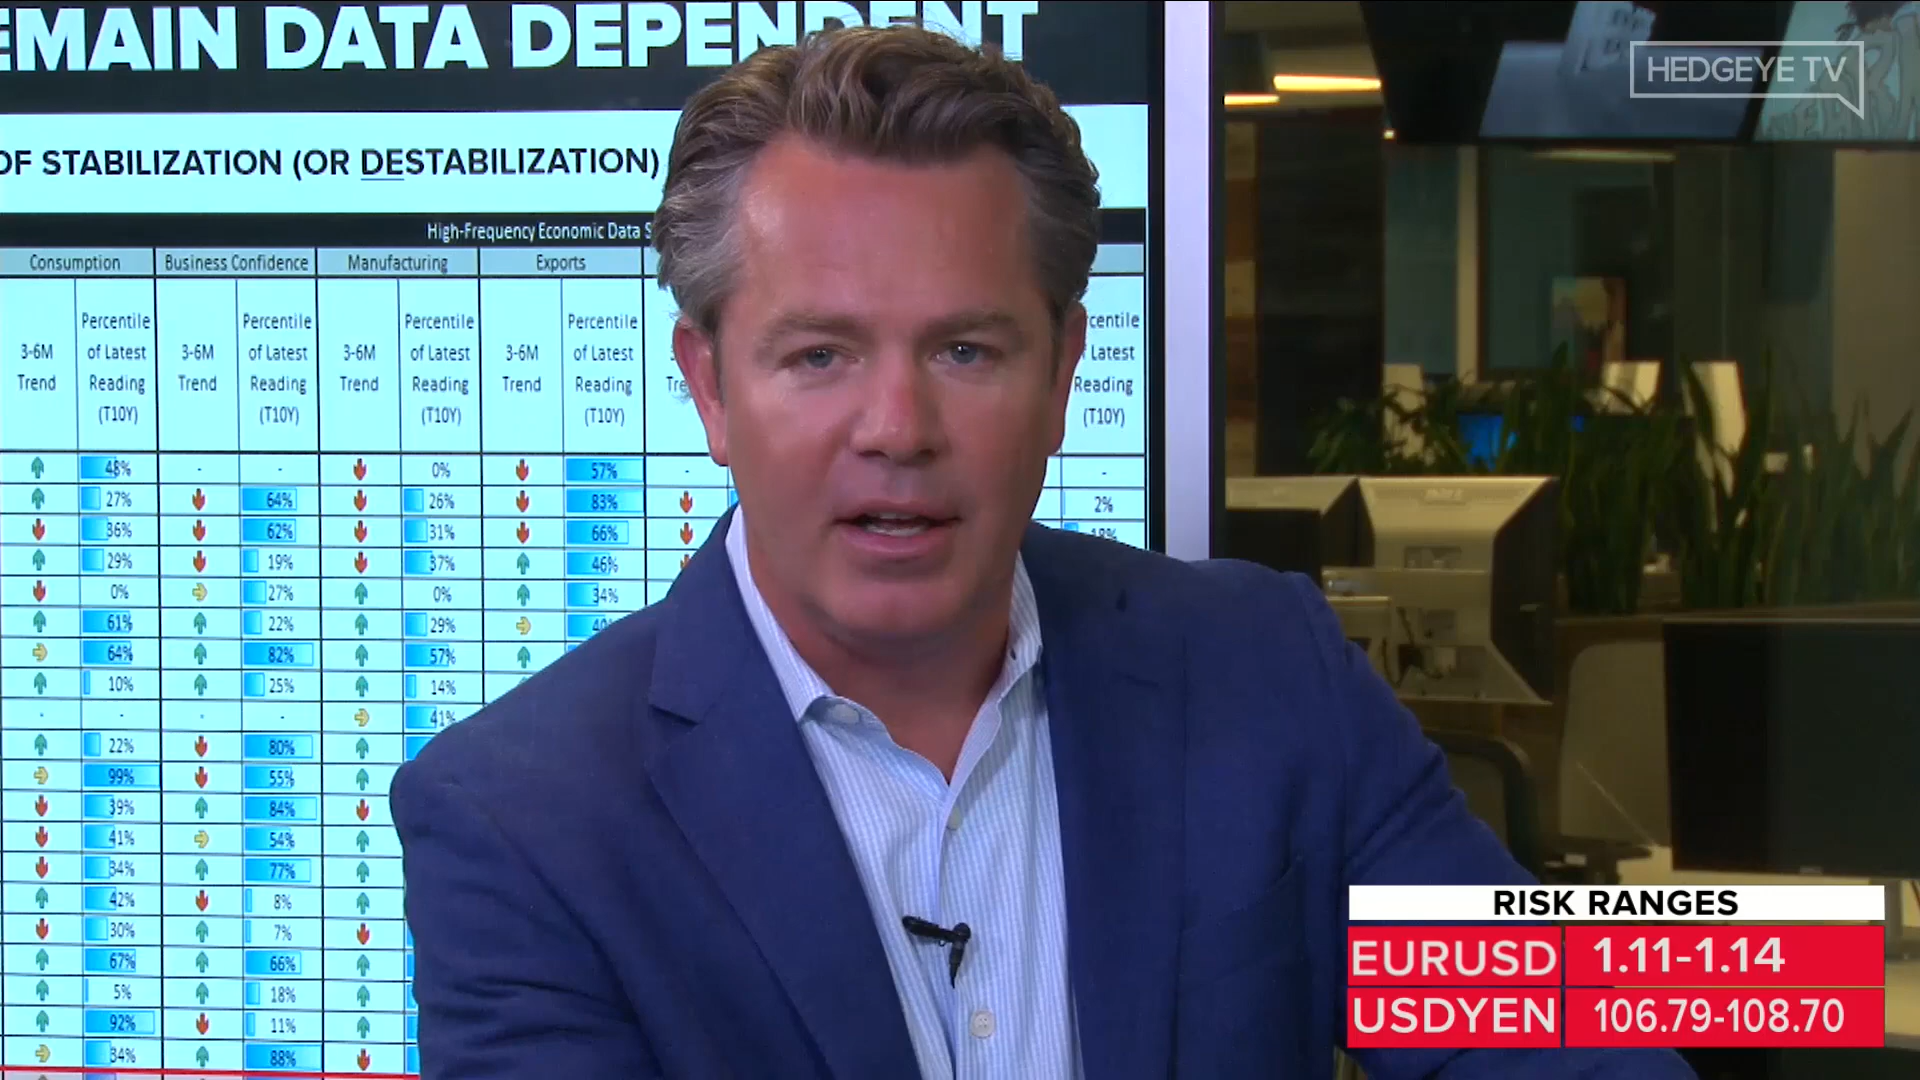 EMAIN DATA DEPENDENT
OF STABILIZATION (OR DESTABILIZATION)
HEDGEYE TV
High-Frequency Economic Data S
Consumption Business Confidence Manufacturing Exports
3-6M Trend Percentile of Latest Reading (T10Y) 3-6M Trend Percentile of Latest Reading (T10Y) 3-6M Trend Percentile of Latest Reading (T10Y) 3-6M Trend Percentile of Latest Reading (T10Y) Tre rcentile Latest Reading (T10Y)
48% - - 0% 57% - -
27% 64% 26% 83% 2%
36% 62% 31% 66% 18%
29% 19% 37% 46%
0% 27% 0% 34%
61% 22% 29% 40
64% 82% 57%
10% 25% 14%
- - - - 41%
22% 80%
99% 55%
39% 84%
41% 54%
34% 77%
42% 8%
30% 7%
67% 66%
5% 18%
92% 11%
34% 88%
RISK RANGES
EURUSD 1.11-1.14
USDYEN 106.79-108.70